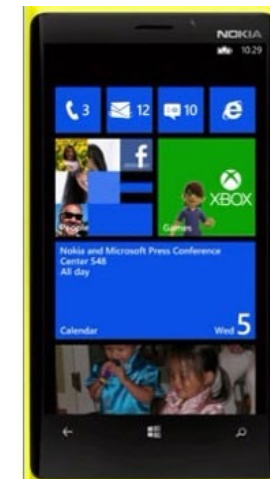 NOKIA
10:29
3
12
10
f
XBOX
People
Games
Nokia and Microsoft Press Conference
Center 548
All day
Calendar
Wed 5